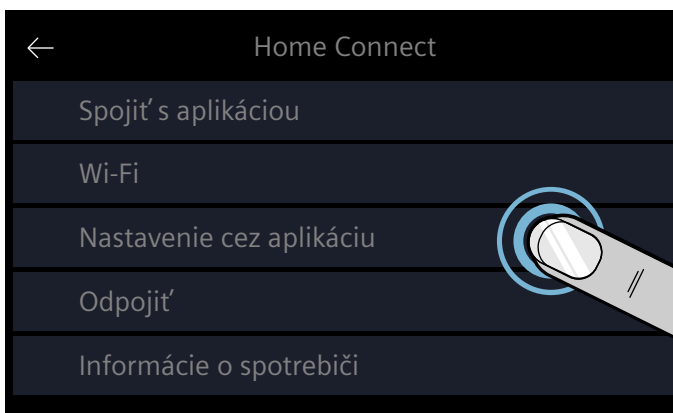 Home Connect
Spojiť s aplikáciou
Wi-Fi
Nastavenie cez aplikáciu
Odpojiť
Informácie o spotrebiči